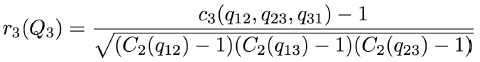 r_3(Q_3) = \frac{c_3(q_{12}, q_{23}, q_{31}) - 1}{\sqrt{(C_2(q_{12}) - 1)(C_2(q_{13}) - 1)(C_2(q_{23}) - 1)}}